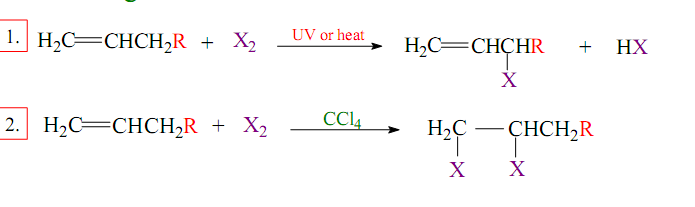 1. H₂C=CHCH₂R + X₂ UV or heat H₂C=CHCHR + HX
X
2. H₂C=CHCH₂R + X₂ CCl₄ H₂C—CHCH₂R
X X